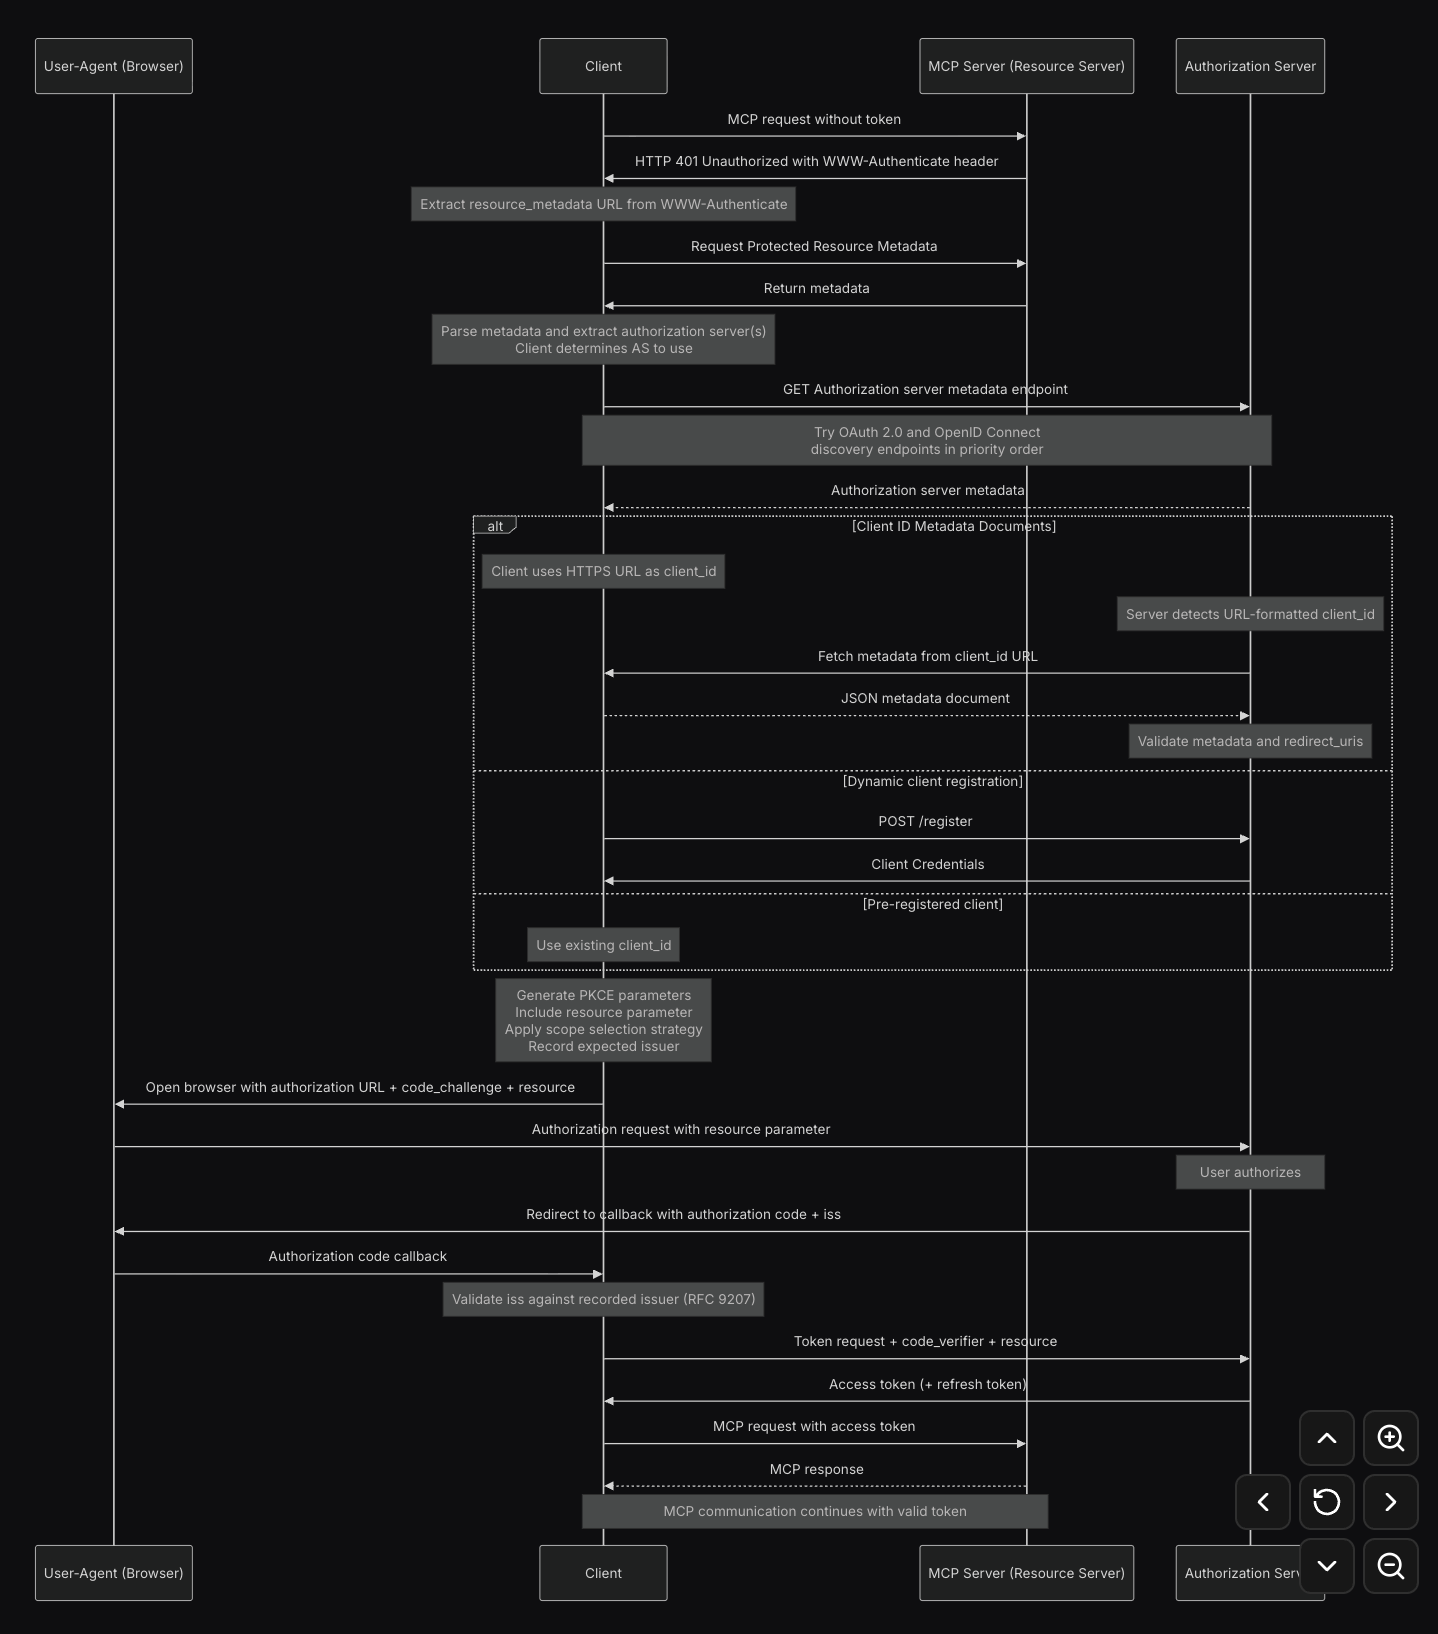 User-Agent (Browser)
Client
MCP Server (Resource Server)
Authorization Server
MCP request without token
HTTP 401 Unauthorized with WWW-Authenticate header
Extract resource_metadata URL from WWW-Authenticate
Request Protected Resource Metadata
Return metadata
Parse metadata and extract authorization server(s)
Client determines AS to use
GET Authorization server metadata endpoint
Try OAuth 2.0 and OpenID Connect
discovery endpoints in priority order
Authorization server metadata
alt
[Client ID Metadata Documents]
Client uses HTTPS URL as client_id
Server detects URL-formatted client_id
Fetch metadata from client_id URL
JSON metadata document
Validate metadata and redirect_uris
[Dynamic client registration]
POST /register
Client Credentials
[Pre-registered client]
Use existing client_id
Generate PKCE parameters
Include resource parameter
Apply scope selection strategy
Record expected issuer
Open browser with authorization URL + code_challenge + resource
Authorization request with resource parameter
User authorizes
Redirect to callback with authorization code + iss
Authorization code callback
Validate iss against recorded issuer (RFC 9207)
Token request + code_verifier + resource
Access token (+ refresh token)
MCP request with access token
MCP response
MCP communication continues with valid token
User-Agent (Browser)
Client
MCP Server (Resource Server)
Authorization